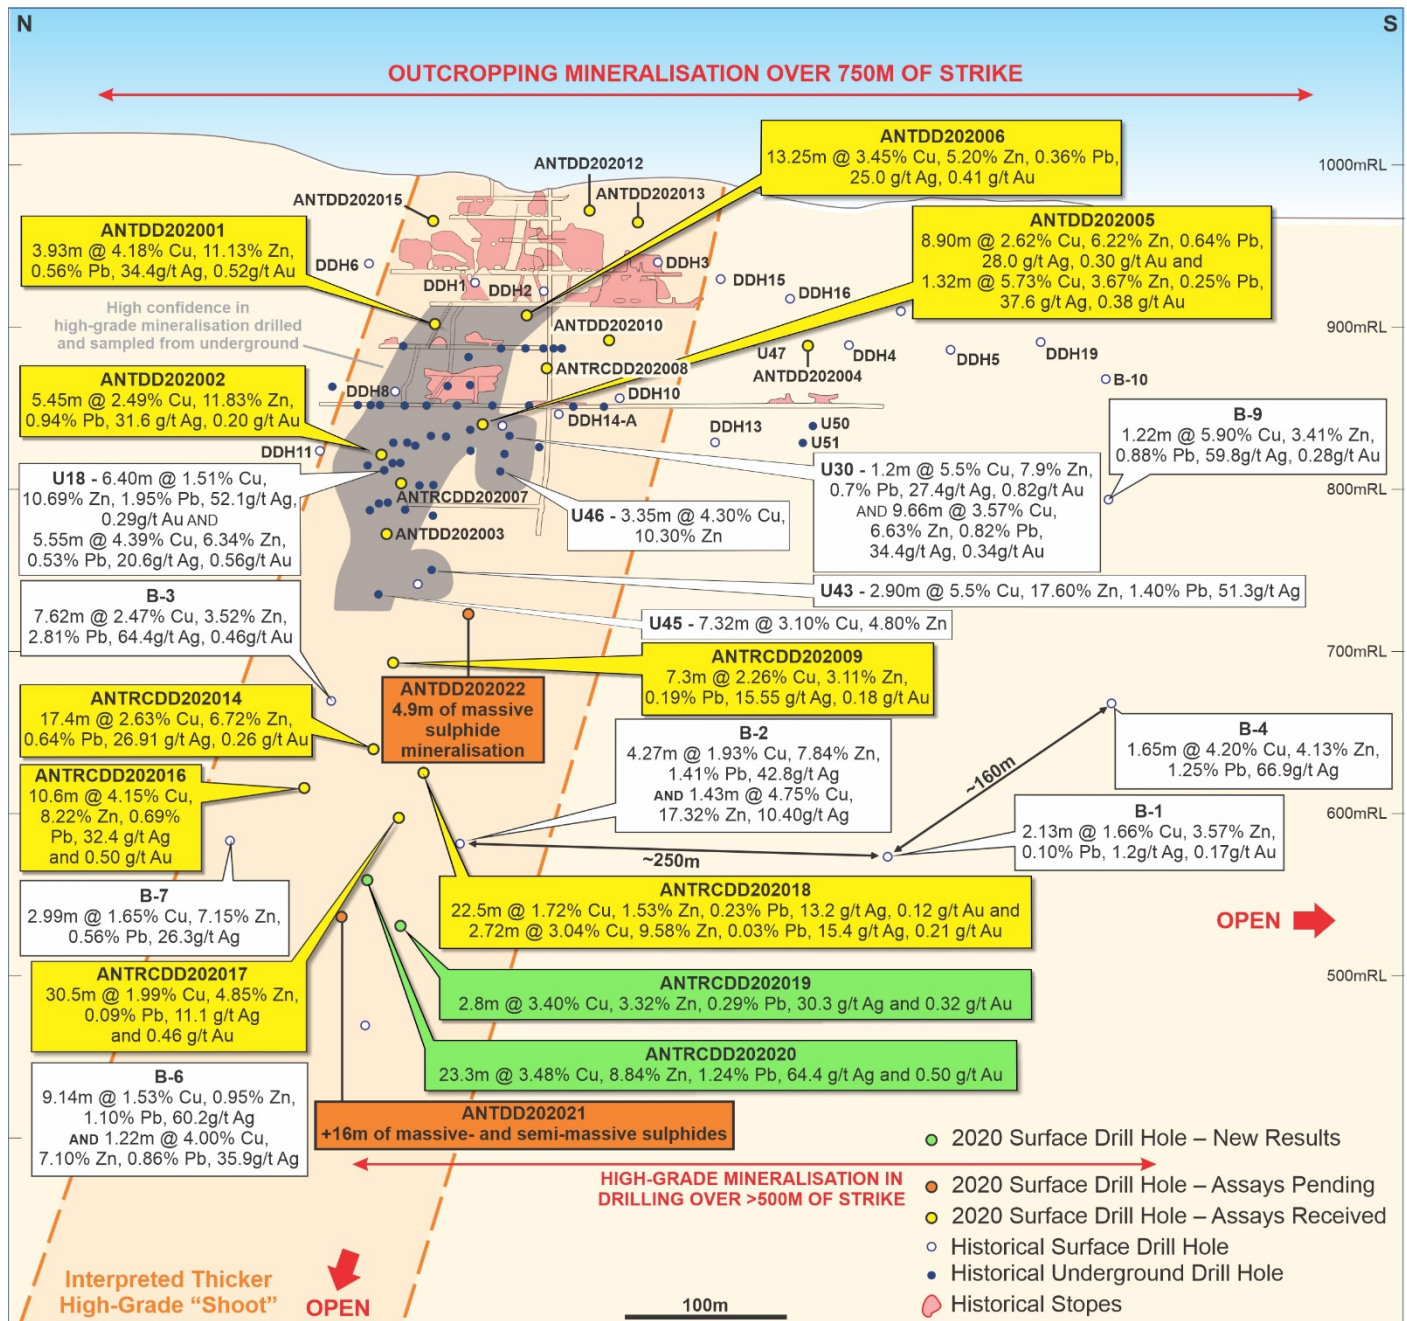 N
S
OUTCROPPING MINERALISATION OVER 750M OF STRIKE
ANTDD202006
13.25m @ 3.45% Cu, 5.20% Zn, 0.36% Pb,
25.0 g/t Ag, 0.41 g/t Au
1000mRL
ANTDD202012
ANTDD202013
ANTDD202015
ANTDD202001
3.93m @ 4.18% Cu, 11.13% Zn,
0.56% Pb, 34.4g/t Ag, 0.52g/t Au
ANTDD202005
8.90m @ 2.62% Cu, 6.22% Zn, 0.64% Pb,
28.0 g/t Ag, 0.30 g/t Au and
1.32m @ 5.73% Cu, 3.67% Zn, 0.25% Pb,
37.6 g/t Ag, 0.38 g/t Au
DDH6
DDH3
DDH1
DDH2
DDH15
DDH16
High confidence in
high-grade mineralisation drilled
and sampled from underground
900mRL
ANTDD202010
U47
ANTDD202004
DDH4
DDH5
DDH19
ANTRCDD202008
ANTDD202002
5.45m @ 2.49% Cu, 11.83% Zn,
0.94% Pb, 31.6 g/t Ag, 0.20 g/t Au
DDH8
DDH10
B-10
DDH14-A
DDH13
U50
U51
DDH11
B-9
1.22m @ 5.90% Cu, 3.41% Zn,
0.88% Pb, 59.8g/t Ag, 0.28g/t Au
U18 - 6.40m @ 1.51% Cu,
10.69% Zn, 1.95% Pb, 52.1g/t Ag,
0.29g/t Au AND
5.55m @ 4.39% Cu, 6.34% Zn,
0.53% Pb, 20.6g/t Ag, 0.56g/t Au
ANTRCDD202007
U46 - 3.35m @ 4.30% Cu,
10.30% Zn
U30 - 1.2m @ 5.5% Cu, 7.9% Zn,
0.7% Pb, 27.4g/t Ag, 0.82g/t Au
AND 9.66m @ 3.57% Cu,
6.63% Zn, 0.82% Pb,
34.4g/t Ag, 0.34g/t Au
800mRL
ANTDD202003
U43 - 2.90m @ 5.5% Cu, 17.60% Zn, 1.40% Pb, 51.3g/t Ag
B-3
7.62m @ 2.47% Cu, 3.52% Zn,
2.81% Pb, 64.4g/t Ag, 0.46g/t Au
U45 - 7.32m @ 3.10% Cu, 4.80% Zn
700mRL
ANTRCDD202009
7.3m @ 2.26% Cu, 3.11% Zn,
0.19% Pb, 15.55 g/t Ag, 0.18 g/t Au
ANTDD202022
4.9m of massive
sulphide
mineralisation
ANTRCDD202014
17.4m @ 2.63% Cu, 6.72% Zn,
0.64% Pb, 26.91 g/t Ag, 0.26 g/t Au
B-2
4.27m @ 1.93% Cu, 7.84% Zn,
1.41% Pb, 42.8g/t Ag
AND 1.43m @ 4.75% Cu,
17.32% Zn, 10.40g/t Ag
B-4
1.65m @ 4.20% Cu, 4.13% Zn,
1.25% Pb, 66.9g/t Ag
~160m
ANTRCDD202016
10.6m @ 4.15% Cu,
8.22% Zn, 0.69%
Pb, 32.4 g/t Ag
and 0.50 g/t Au
600mRL
B-1
2.13m @ 1.66% Cu, 3.57% Zn,
0.10% Pb, 1.2g/t Ag, 0.17g/t Au
~250m
B-7
2.99m @ 1.65% Cu, 7.15% Zn,
0.56% Pb, 26.3g/t Ag
ANTRCDD202018
22.5m @ 1.72% Cu, 1.53% Zn, 0.23% Pb, 13.2 g/t Ag, 0.12 g/t Au and
2.72m @ 3.04% Cu, 9.58% Zn, 0.03% Pb, 15.4 g/t Ag, 0.21 g/t Au
OPEN
ANTRCDD202017
30.5m @ 1.99% Cu, 4.85% Zn,
0.09% Pb, 11.1 g/t Ag
and 0.46 g/t Au
ANTRCDD202019
2.8m @ 3.40% Cu, 3.32% Zn, 0.29% Pb, 30.3 g/t Ag and 0.32 g/t Au
500mRL
ANTRCDD202020
23.3m @ 3.48% Cu, 8.84% Zn, 1.24% Pb, 64.4 g/t Ag and 0.50 g/t Au
B-6
9.14m @ 1.53% Cu, 0.95% Zn,
1.10% Pb, 60.2g/t Ag
AND 1.22m @ 4.00% Cu,
7.10% Zn, 0.86% Pb, 35.9g/t Ag
ANTDD202021
+16m of massive- and semi-massive sulphides
HIGH-GRADE MINERALISATION IN
DRILLING OVER >500M OF STRIKE
2020 Surface Drill Hole – New Results
2020 Surface Drill Hole – Assays Pending
2020 Surface Drill Hole – Assays Received
Historical Surface Drill Hole
Historical Underground Drill Hole
Historical Stopes
Interpreted Thicker
High-Grade “Shoot”
OPEN
100m